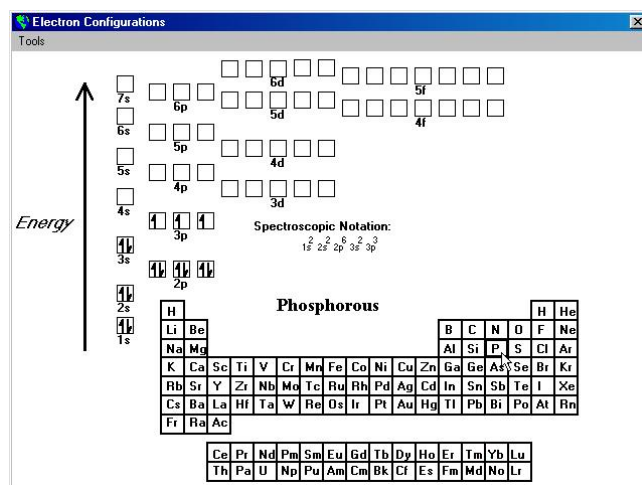 Electron Configurations
Tools
6d
7s
6p
5f
6s
5d
4f
5p
5s
4d
4p
4s
3d
Energy
3p
Spectroscopic Notation:
1s² 2s² 2p⁶ 3s² 3p³
3s
2p
2s
Phosphorous
1s
H H He
Li Be B C N O F Ne
Na Mg Al Si P S Cl Ar
K Ca Sc Ti V Cr Mn Fe Co Ni Cu Zn Ga Ge As Se Br Kr
Rb Sr Y Zr Nb Mo Tc Ru Rh Pd Ag Cd In Sn Sb Te I Xe
Cs Ba La Hf Ta W Re Os Ir Pt Au Hg Tl Pb Bi Po At Rn
Fr Ra Ac
Ce Pr Nd Pm Sm Eu Gd Tb Dy Ho Er Tm Yb Lu
Th Pa U Np Pu Am Cm Bk Cf Es Fm Md No Lr